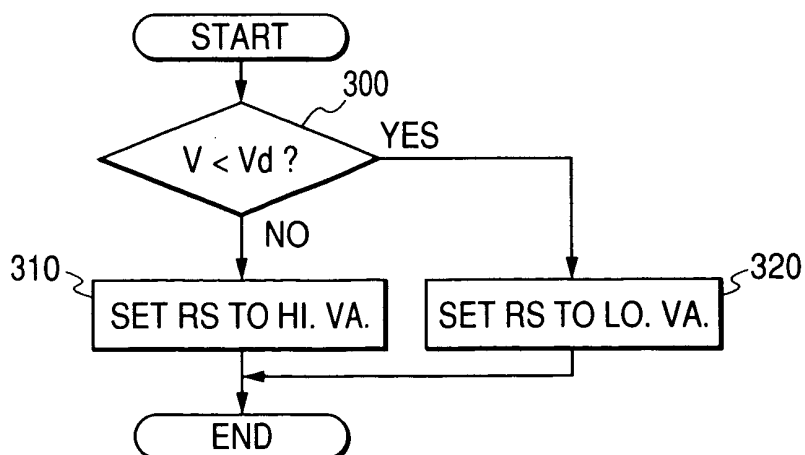 START
300
V < Vd ?
YES
NO
310
SET RS TO HI. VA.
320
SET RS TO LO. VA.
END